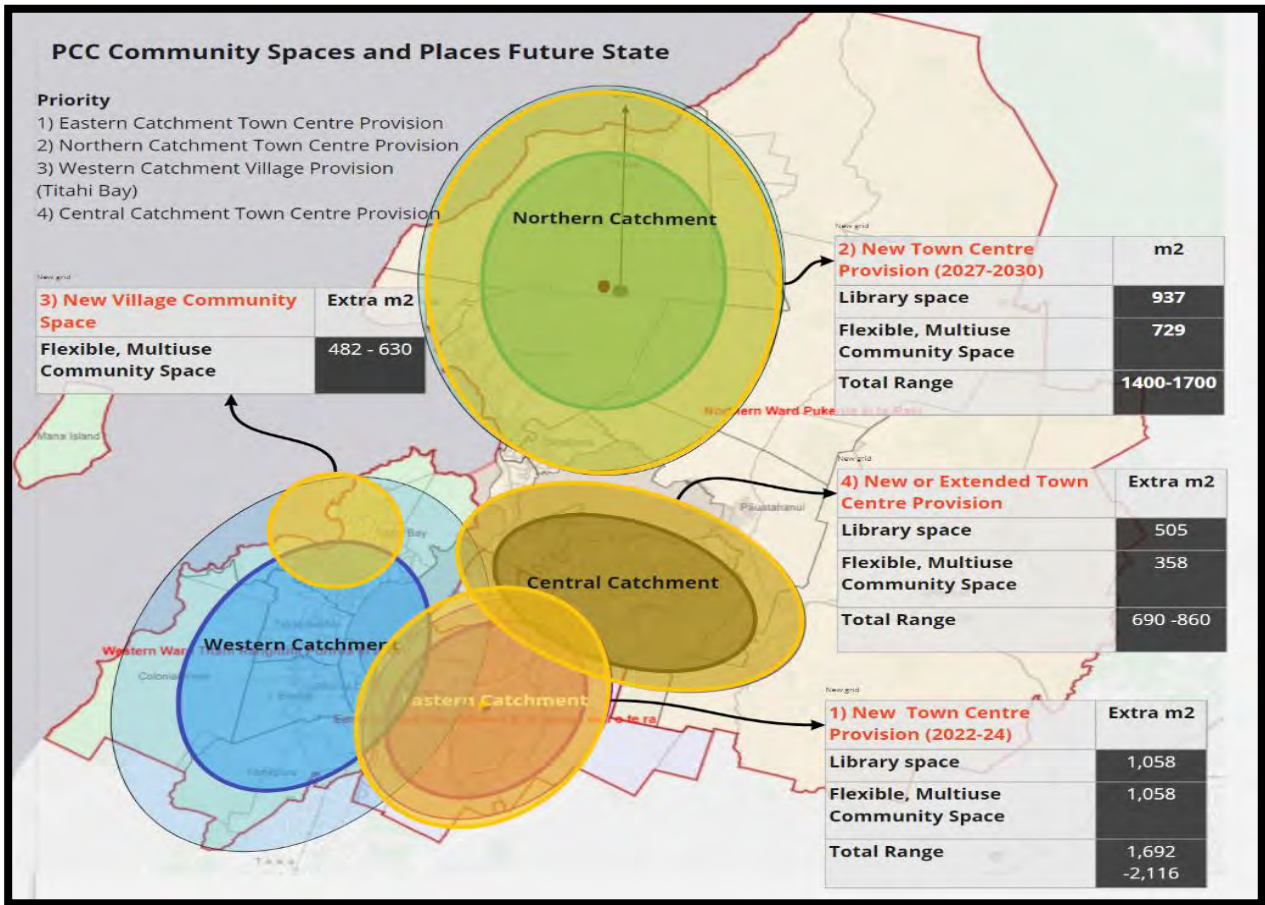 PCC Community Spaces and Places Future State
Priority
1) Eastern Catchment Town Centre Provision
2) Northern Catchment Town Centre Provision
3) Western Catchment Village Provision
(Titahi Bay)
4) Central Catchment Town Centre Provision
Northern Catchment
New grid
2) New Town Centre
Provision (2027-2030)
m2
Library space
937
Flexible, Multiuse
Community Space
729
Total Range
1400-1700
New grid
3) New Village Community
Space
Extra m2
Flexible, Multiuse
Community Space
482 - 630
Northern Ward
Mana Island
New grid
4) New or Extended Town
Centre Provision
Extra m2
Library space
505
Flexible, Multiuse
Community Space
358
Total Range
690 -860
Pauatahanui
Bay
Central Catchment
Western Catchment
Western Ward
astern Catchment
New grid
1) New Town Centre
Provision (2022-24)
Extra m2
Library space
1,058
Flexible, Multiuse
Community Space
1,058
Total Range
1,692
-2,116